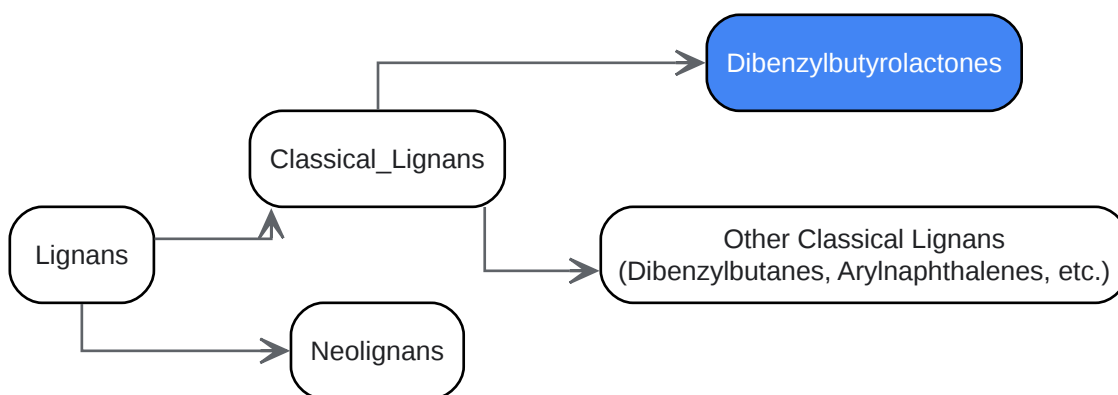 Dibenzylbutyrolactones
Classical_Lignans
Lignans
Other Classical Lignans
(Dibenzylbutanes, Arylnaphthalenes, etc.)
Neolignans